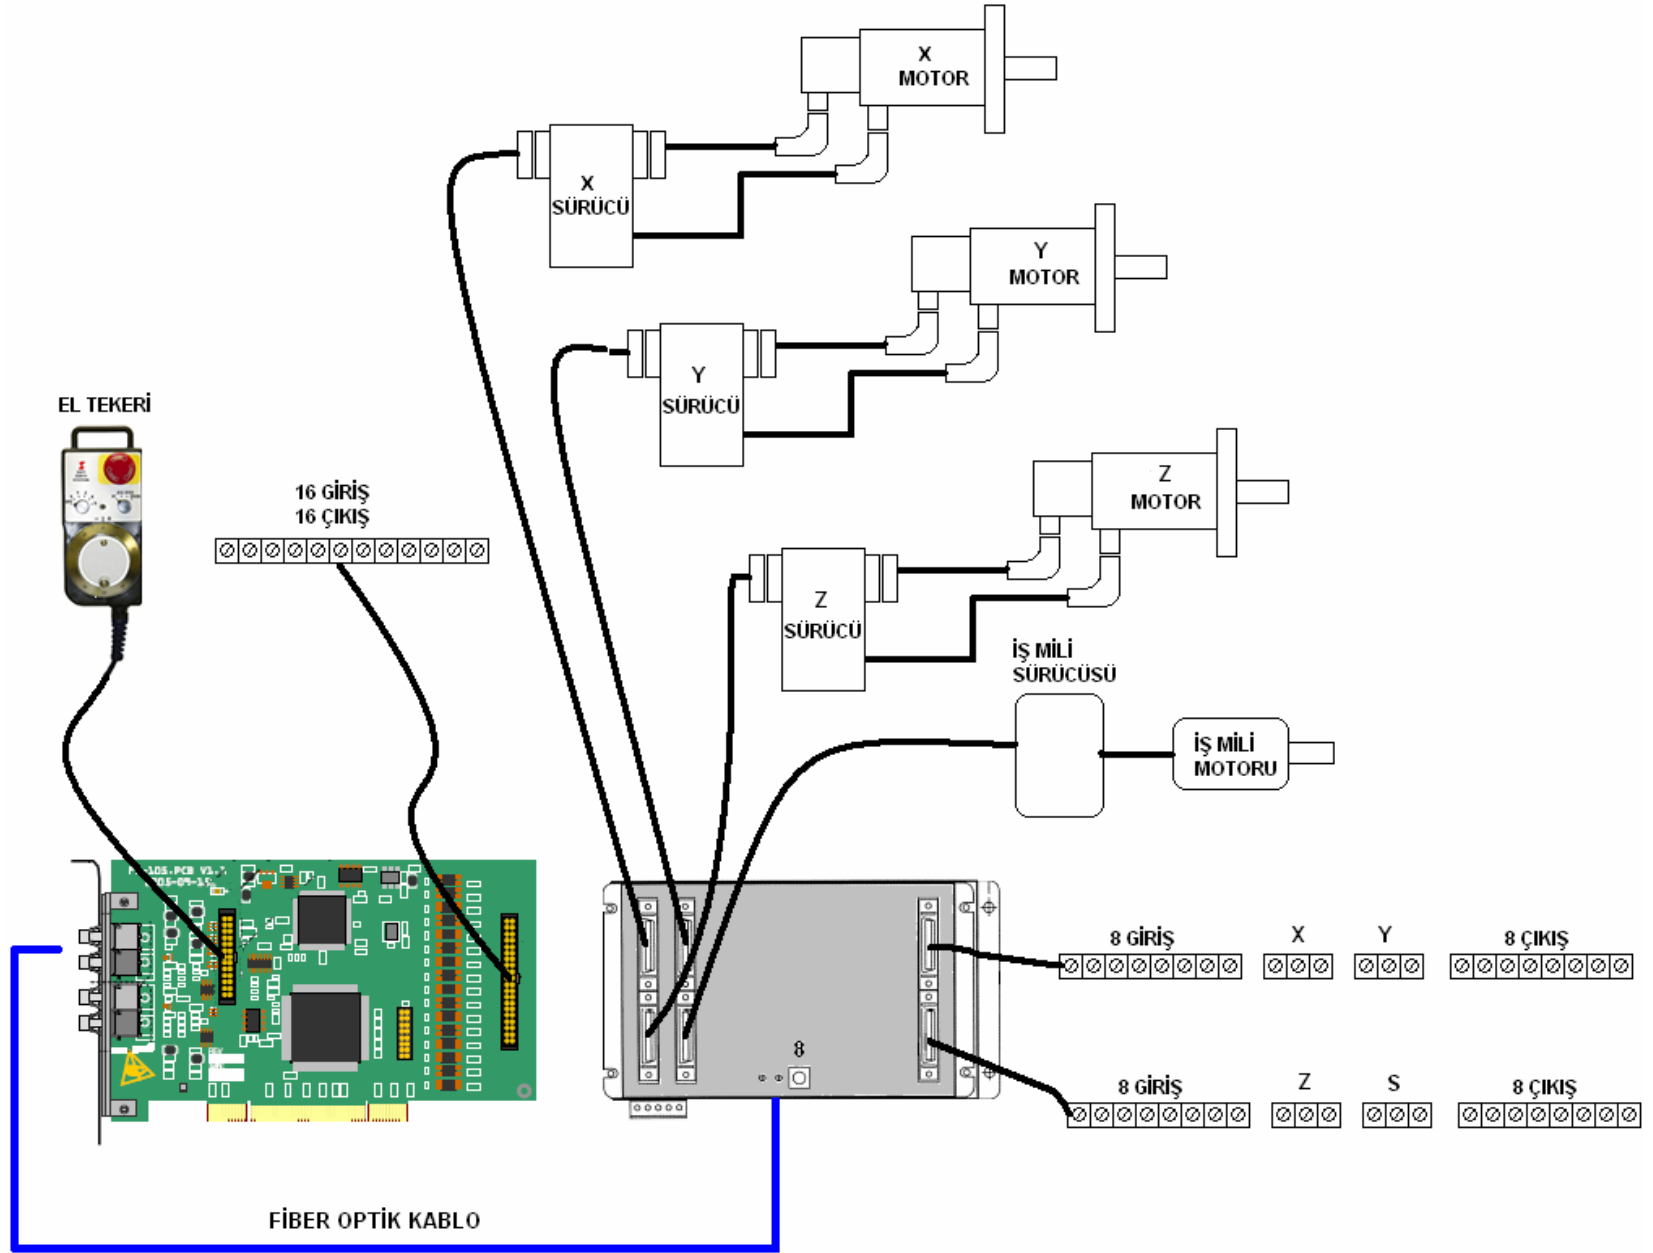 X
MOTOR
X
SÜRÜCÜ
Y
MOTOR
Y
SÜRÜCÜ
EL TEKERİ
Z
MOTOR
16 GİRİŞ
16 ÇIKIŞ
Z
SÜRÜCÜ
İŞ MİLİ
SÜRÜCÜSÜ
İŞ MİLİ
MOTORU
8 GİRİŞ
X
Y
8 ÇIKIŞ
8
8 GİRİŞ
Z
S
8 ÇIKIŞ
FİBER OPTİK KABLO